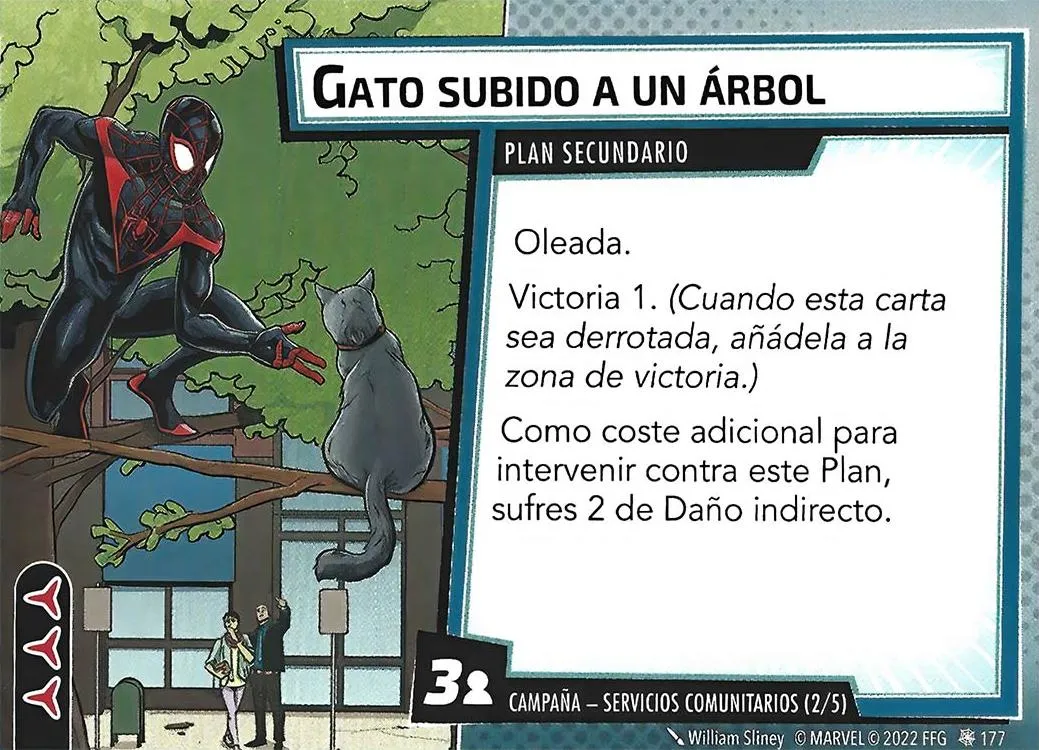 GATO SUBIDO A UN ÁRBOL
PLAN SECUNDARIO
Oleada.
Victoria 1. (Cuando esta carta
sea derrotada, añádela a la
zona de victoria.)
Como coste adicional para
intervenir contra este Plan,
sufres 2 de Daño indirecto.
3
CAMPAÑA – SERVICIOS COMUNITARIOS (2/5)
William Sliney © MARVEL © 2022 FFG 177